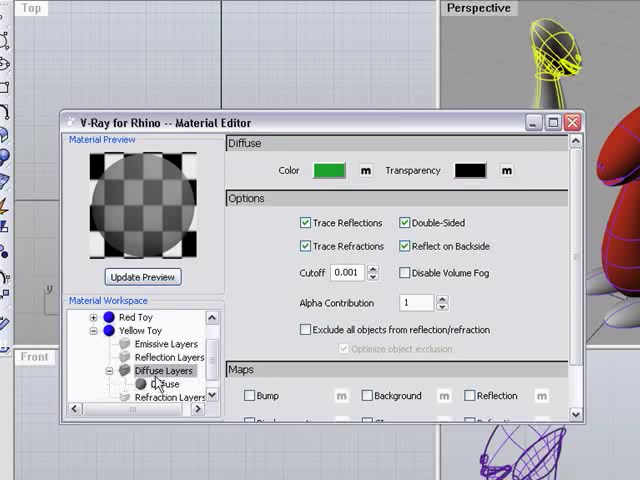 Top
Perspective
V-Ray for Rhino -- Material Editor
Material Preview
Diffuse
Color
m
Transparency
m
Options
Trace Reflections
Double-Sided
Trace Refractions
Reflect on Backside
Cutoff
0.001
Disable Volume Fog
Update Preview
Alpha Contribution
1
Material Workspace
Red Toy
Yellow Toy
Exclude all objects from reflection/refraction
Emissive Layers
Optimize object exclusion
Reflection Layers
Front
Diffuse Layers
Maps
Diffuse
Refraction Layers
Bump
m
Background
m
Reflection
m
y